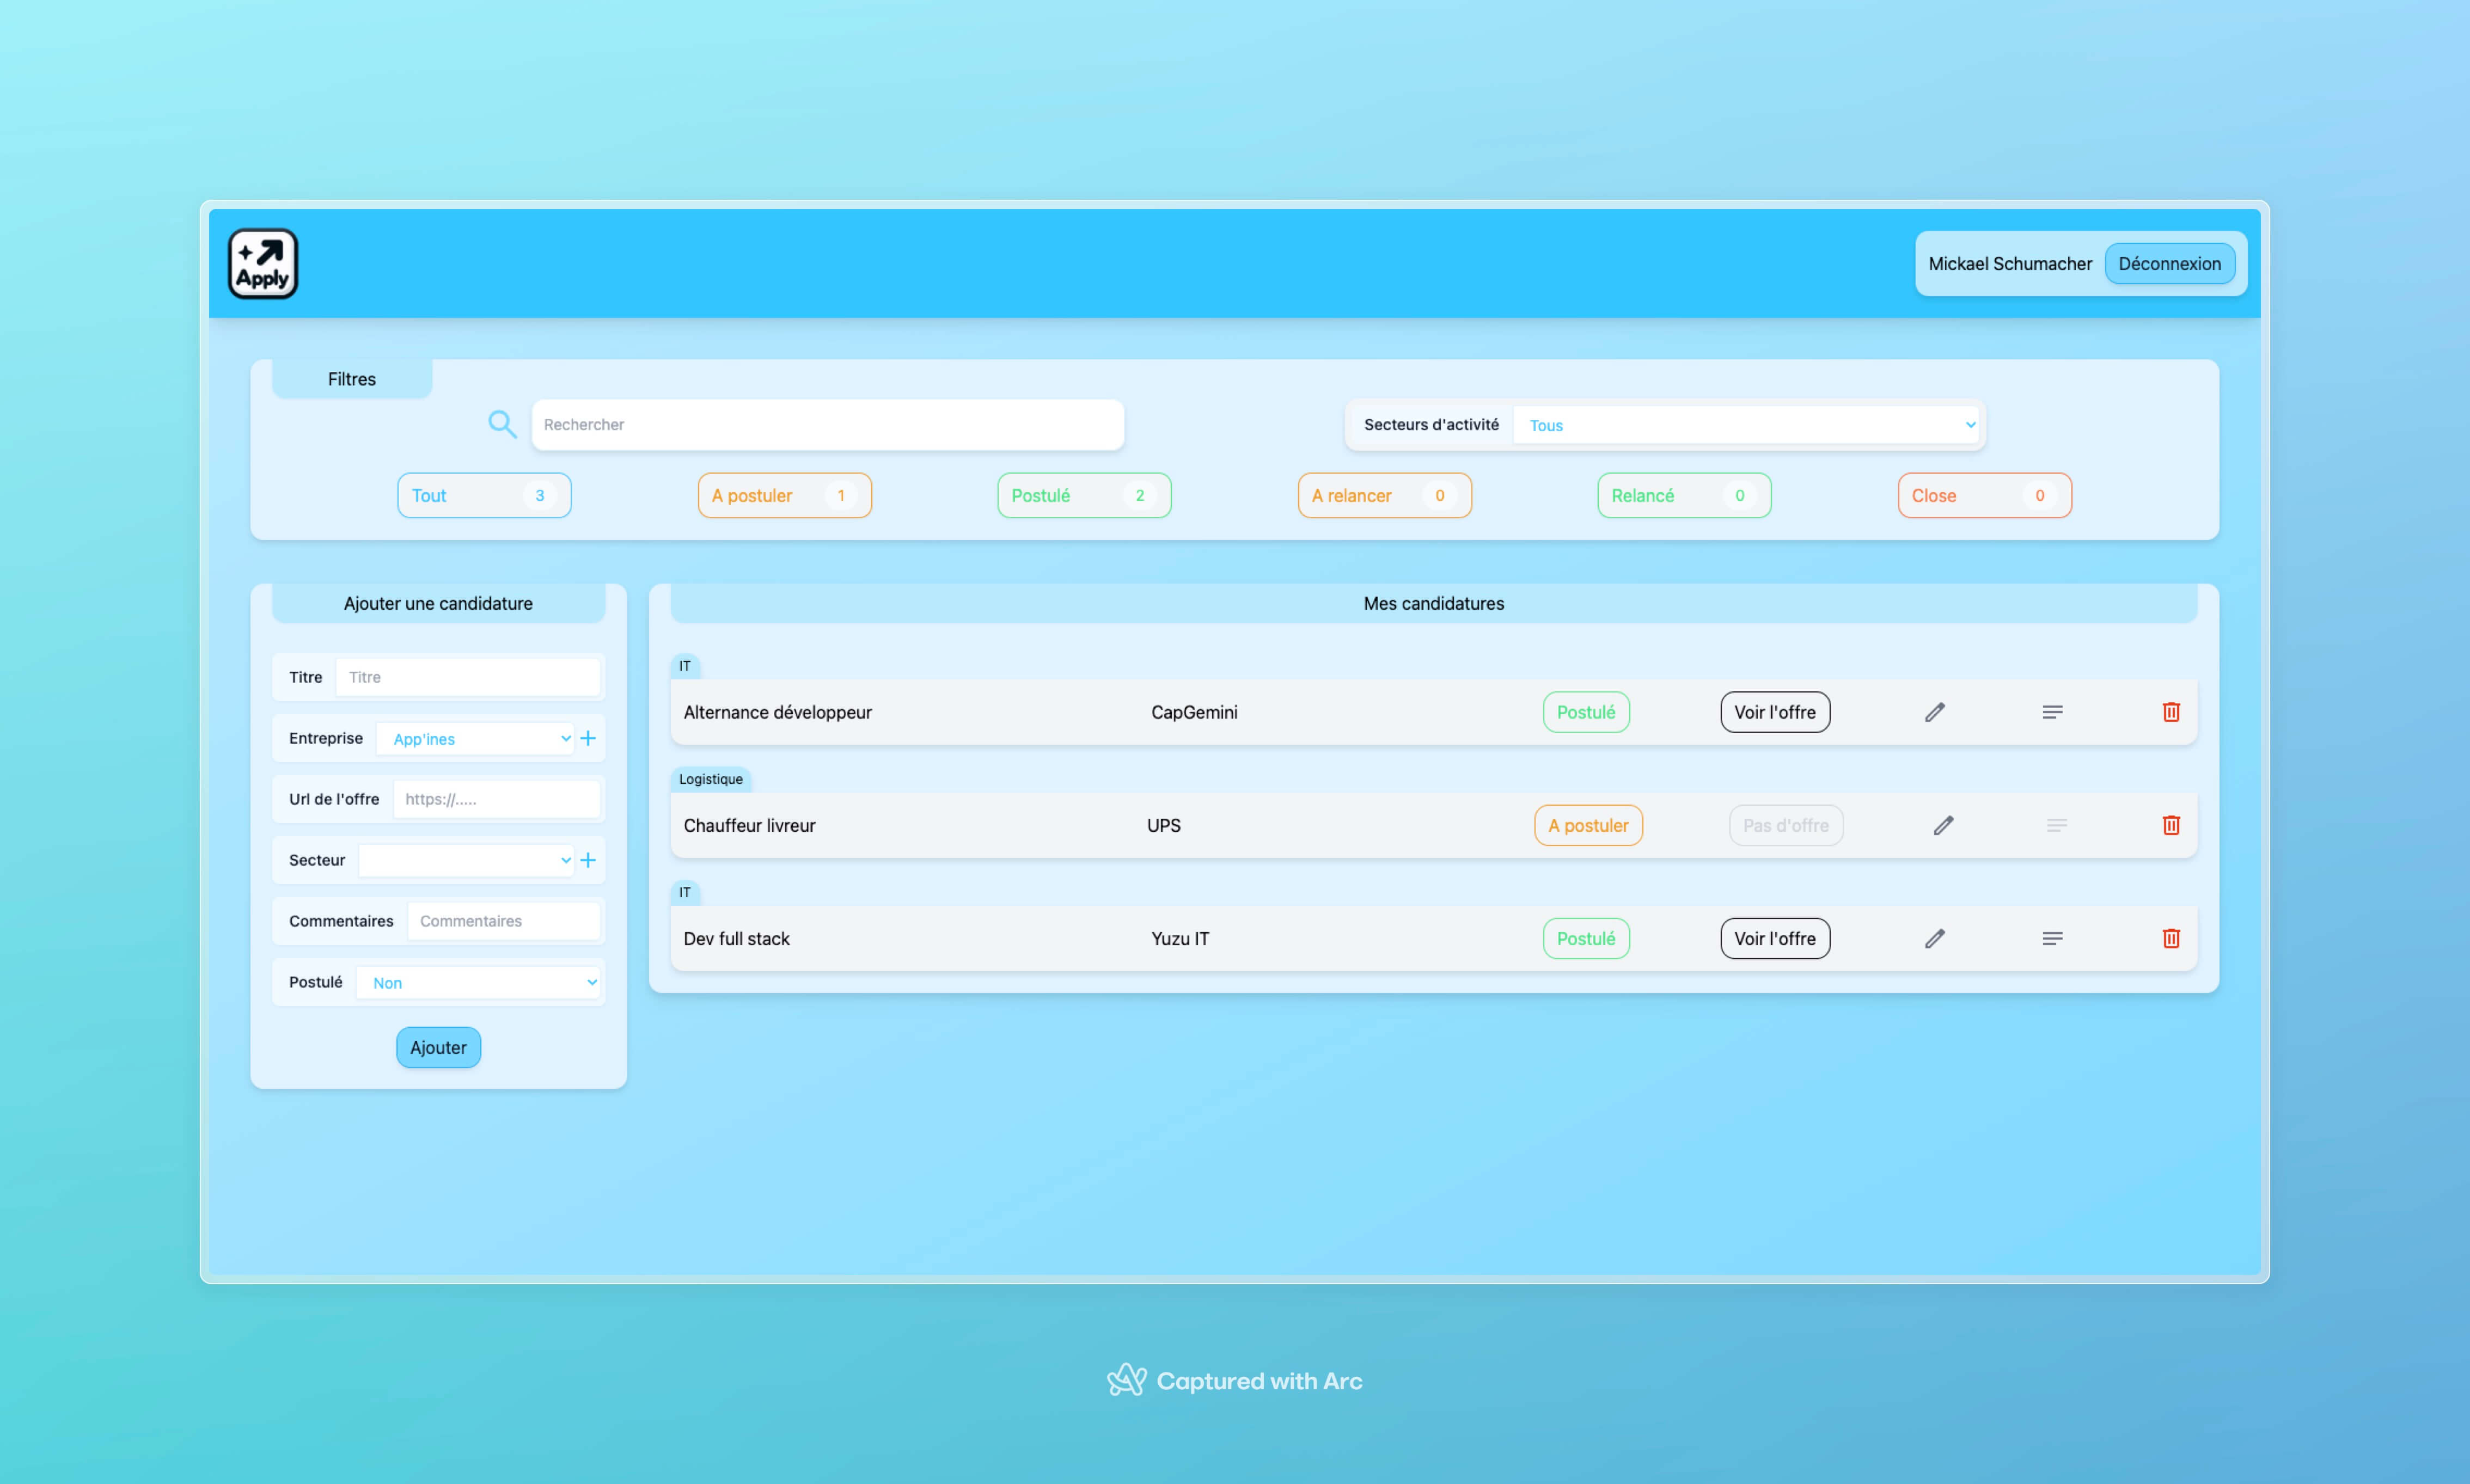 Apply
Mickael Schumacher Déconnexion
Filtres
Rechercher
Secteurs d'activité Tous
Tout 3 A postuler 1 Postulé 2 A relancer 0 Relancé 0 Close 0
Ajouter une candidature
Titre Titre
Entreprise App'ines
Url de l'offre https://.....
Secteur
Commentaires Commentaires
Postulé Non
Ajouter
Mes candidatures
IT
Alternance développeur CapGemini Postulé Voir l'offre
Logistique
Chauffeur livreur UPS A postuler Pas d'offre
IT
Dev full stack Yuzu IT Postulé Voir l'offre
Captured with Arc